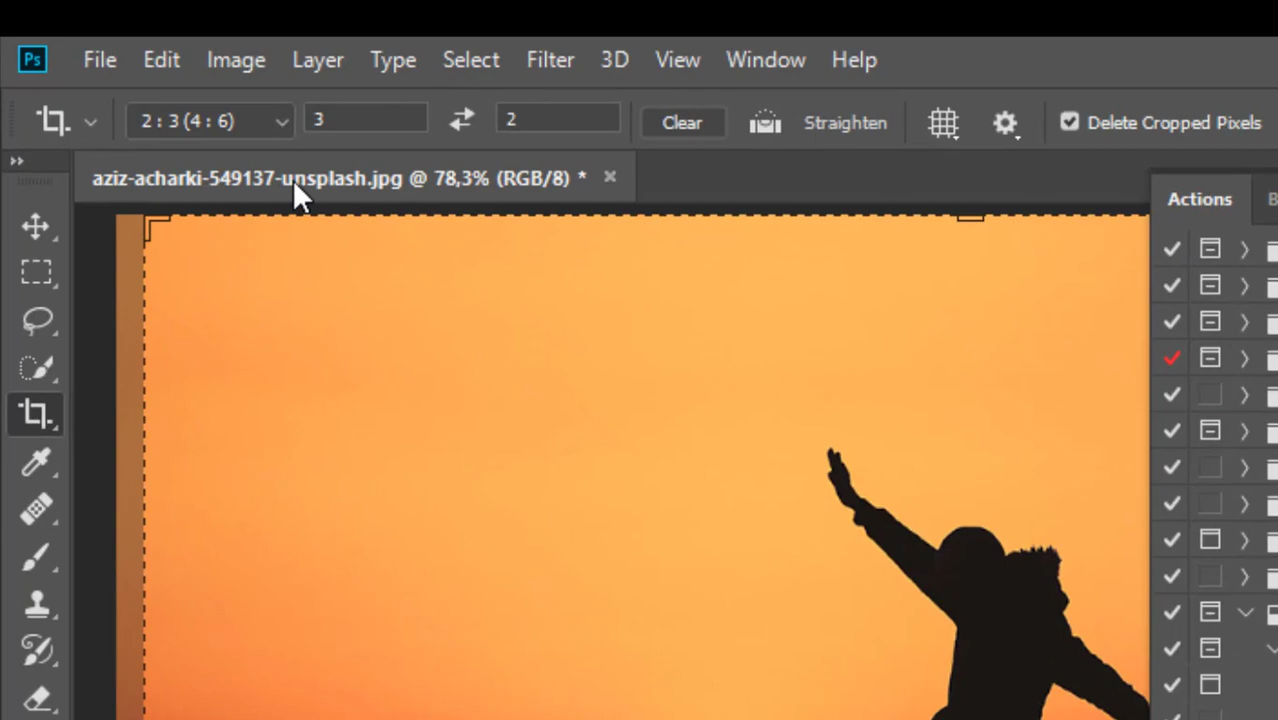 Ps File Edit Image Layer Type Select Filter 3D View Window Help
2 : 3 (4 : 6) 3 2 Clear Straighten Delete Cropped Pixels
aziz-acharki-549137-unsplash.jpg @ 78,3% (RGB/8) *
Actions